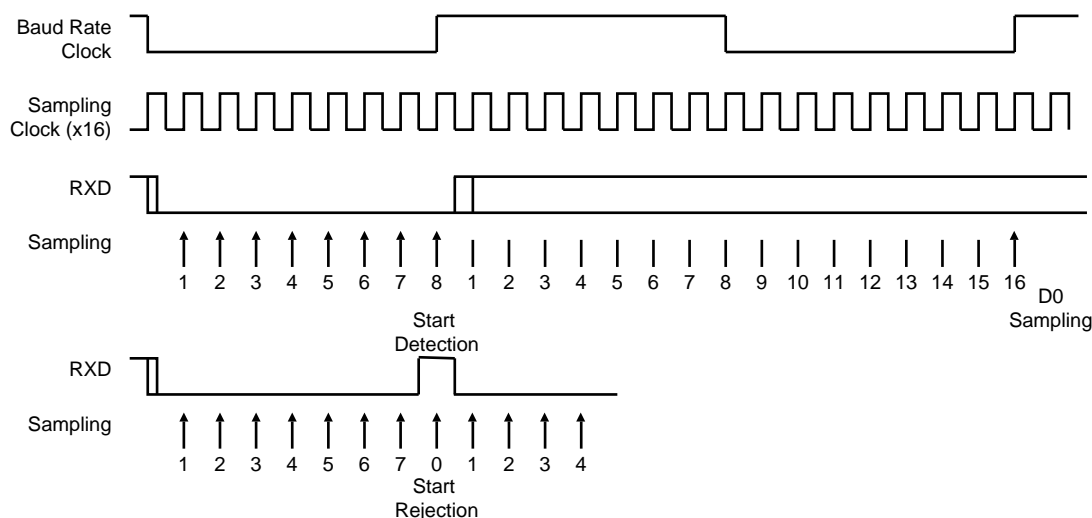 Baud Rate
Clock
Sampling
Clock (x16)
RXD
Sampling
1 2 3 4 5 6 7 8 1 2 3 4 5 6 7 8 9 10 11 12 13 14 15 16
D0
Sampling
Start
Detection
RXD
Sampling
1 2 3 4 5 6 7 0 1 2 3 4
Start
Rejection